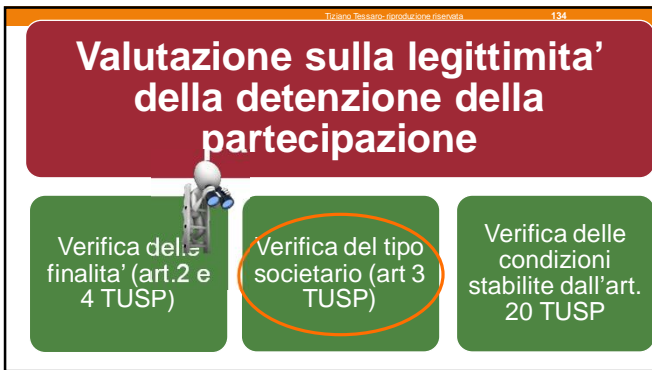 Tiziano Tessaro- riproduzione riservata 134
Valutazione sulla legittimita’
della detenzione della
partecipazione
Verifica delle
finalita’ (art.2 e
4 TUSP)
Verifica del tipo
societario (art 3
TUSP)
Verifica delle
condizioni
stabilite dall’art.
20 TUSP